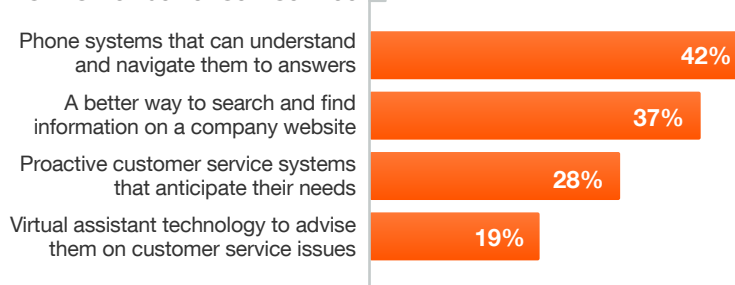 Phone systems that can understand
and navigate them to answers
42%
A better way to search and find
information on a company website
37%
Proactive customer service systems
that anticipate their needs
28%
Virtual assistant technology to advise
them on customer service issues
19%